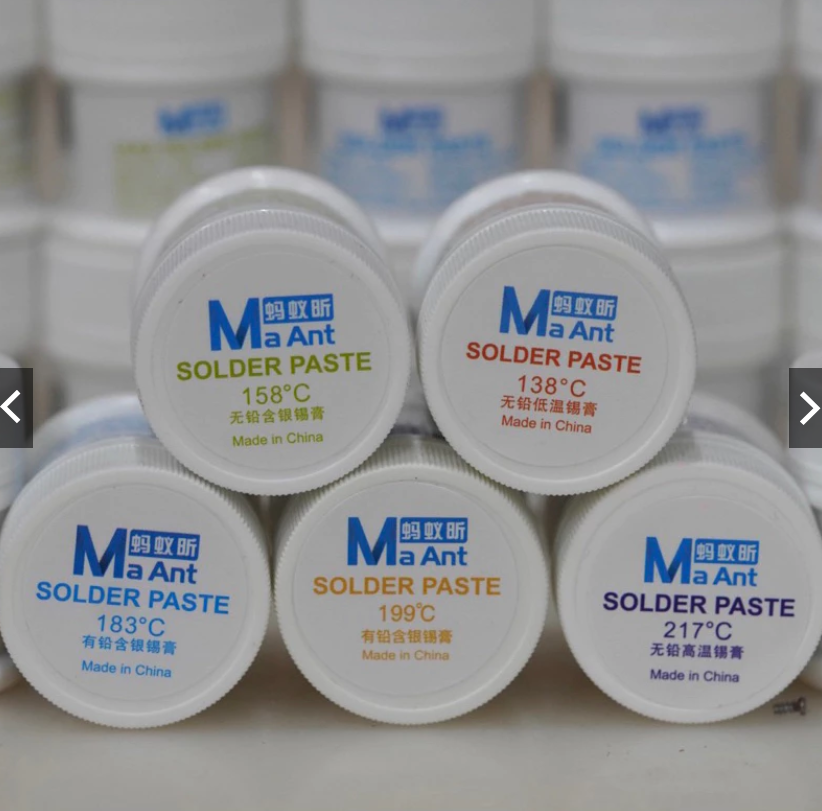 Ma Ant 蚂蚁昕
SOLDER PASTE
158°C
无铅含银锡膏
Made in China
Ma Ant 蚂蚁昕
SOLDER PASTE
138°C
无铅低温锡膏
Made in China
Ma Ant 蚂蚁昕
SOLDER PASTE
183°C
有铅含银锡膏
Made in China
Ma Ant 蚂蚁昕
SOLDER PASTE
199℃
有铅含银锡膏
Made in China
Ma Ant 蚂蚁昕
SOLDER PASTE
217°C
无铅高温锡膏
Made in China